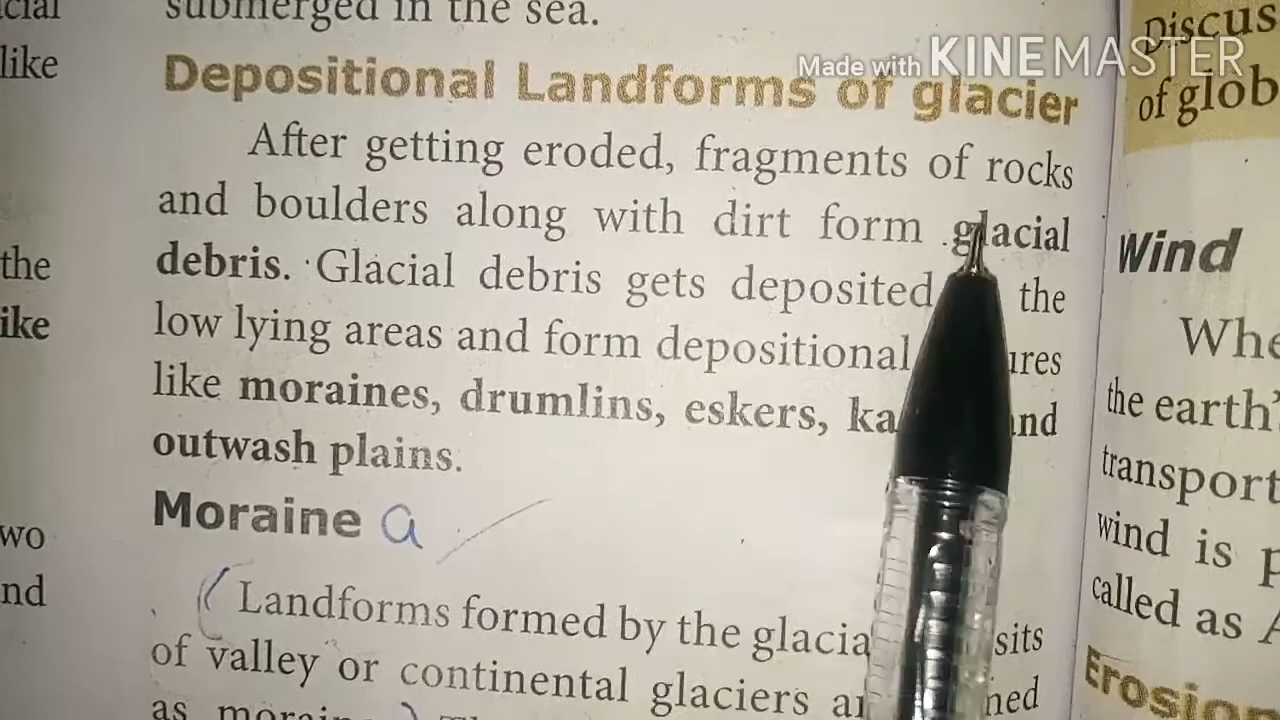 cial
like
the
ike
wo
nd
submerged in the sea.
Depositional Landforms of glacier
After getting eroded, fragments of rocks
and boulders along with dirt form glacial
debris. Glacial debris gets deposited the
low lying areas and form depositional
like moraines, drumlins, eskers,
outwash plains.
Moraine a
Landforms formed by the
of valley or continental glaciers
as
Made with KINEMASTER
of glob
Wind
the earth'
transport
wind is p
called as A
Erosion